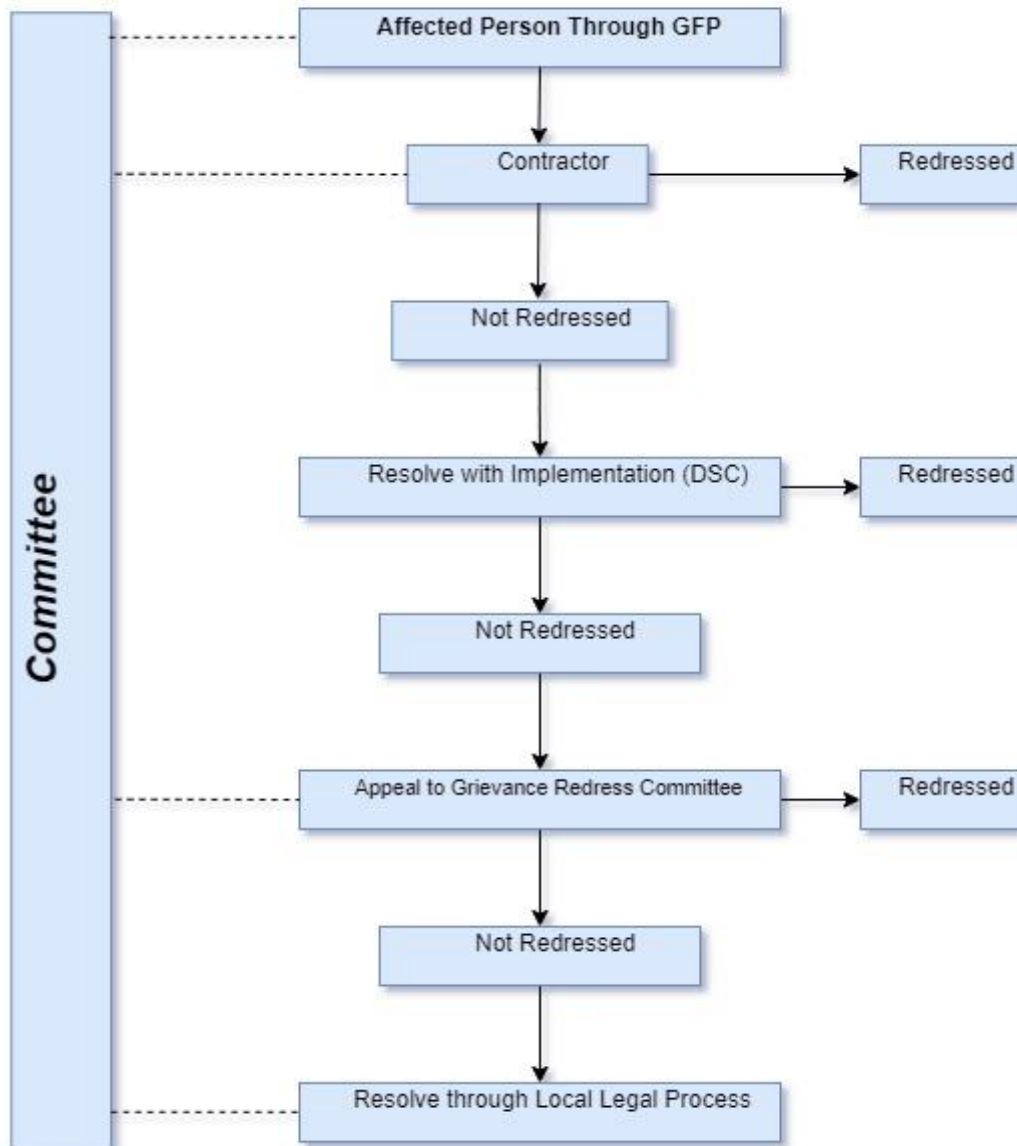 Affected Person Through GFP
Contractor
Redressed
Not Redressed
Resolve with Implementation (DSC)
Redressed
Not Redressed
Committee
Appeal to Grievance Redress Committee
Redressed
Not Redressed
Resolve through Local Legal Process